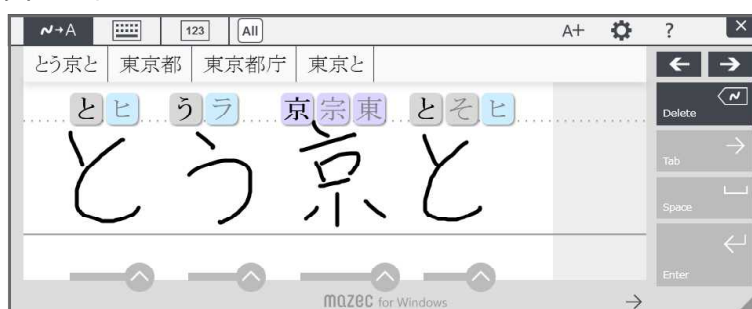 A 123 All A+ ? ×
とう京と 東京都 東京都庁 東京と
とヒ うラ 京宗東 とそヒ
とう京と
Delete
Tab
Space
Enter
mazec for Windows